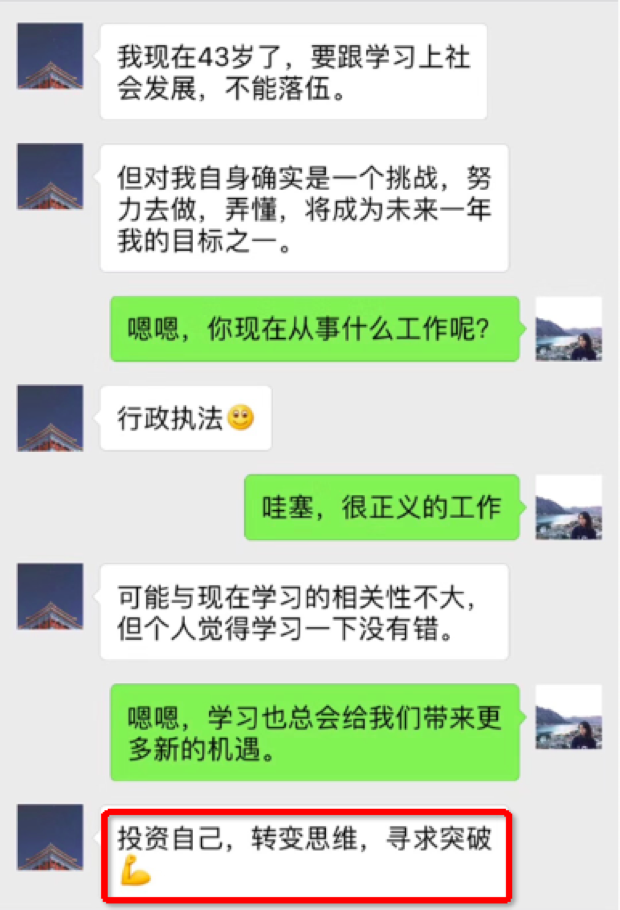 我现在43岁了，要跟学习上社
会发展，不能落伍。
但对我自身确实是一个挑战，努
力去做，弄懂，将成为未来一年
我的目标之一。
嗯嗯，你现在从事什么工作呢？
行政执法🙂
哇塞，很正义的工作
可能与现在学习的相关性不大，
但个人觉得学习一下没有错。
嗯嗯，学习也总会给我们带来更
多新的机遇。
投资自己，转变思维，寻求突破
💪